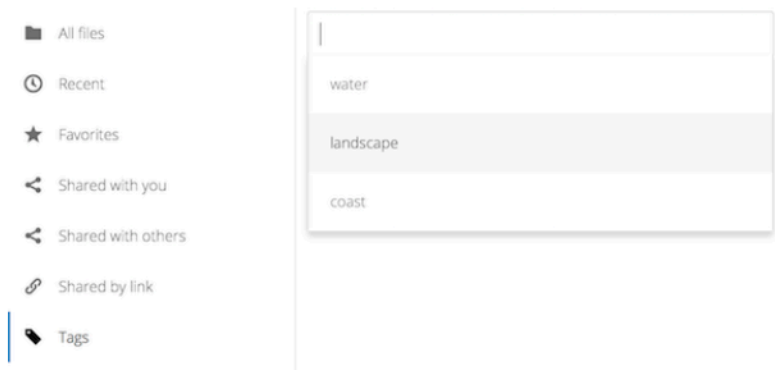 All files
Recent
Favorites
Shared with you
Shared with others
Shared by link
Tags
water
landscape
coast